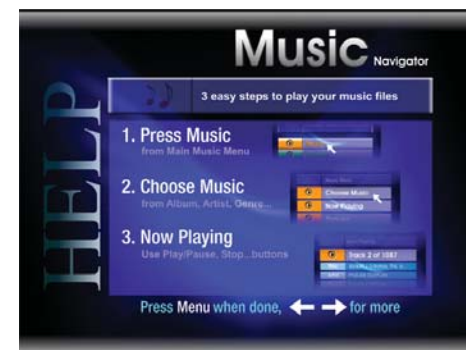 Music Navigator
HELP
3 easy steps to play your music files
1. Press Music
from Main Music Menu
2. Choose Music
from Album, Artist, Genre...
Choose Music
Now Playing
3. Now Playing
Use Play/Pause, Stop...buttons
Track 2 of 1087
Press Menu when done, for more